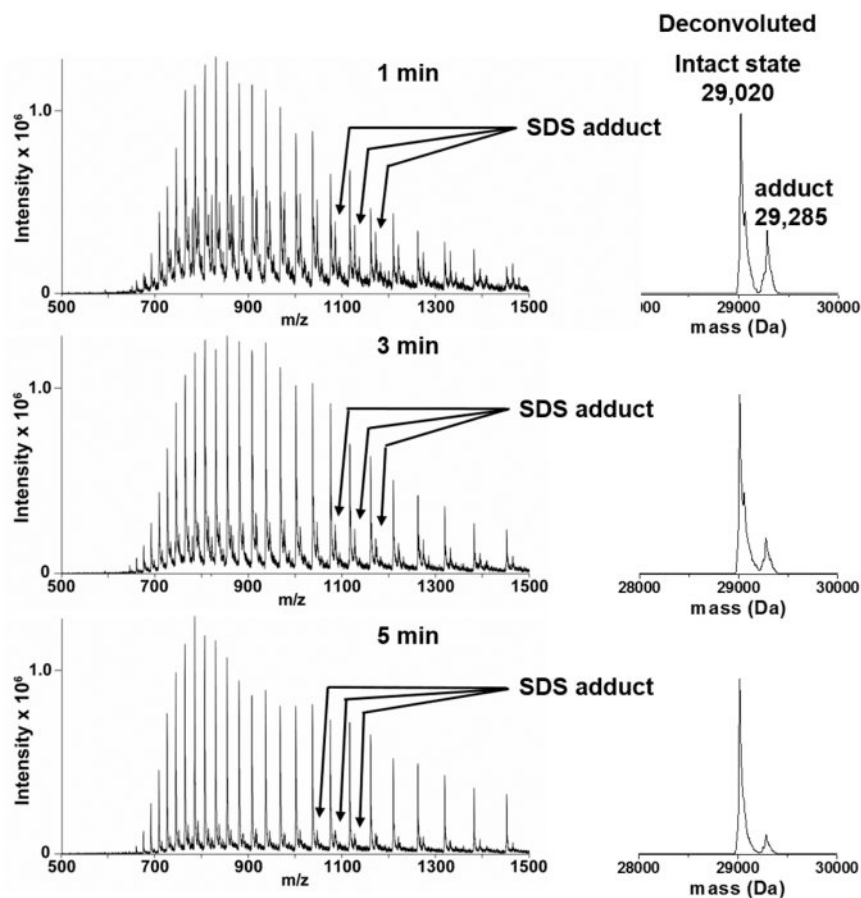 Deconvoluted
1 min
Intact state
29,020
SDS adduct
adduct
29,285
Intensity x 10⁶
1.0
0
500 700 900 1100 1300 1500
m/z
000 29000 30000
mass (Da)
3 min
SDS adduct
Intensity x 10⁶
1.0
0
500 700 900 1100 1300 1500
m/z
28000 29000 30000
mass (Da)
5 min
SDS adduct
Intensity x 10⁶
1.0
0
500 700 900 1100 1300 1500
m/z
28000 29000 30000
mass (Da)